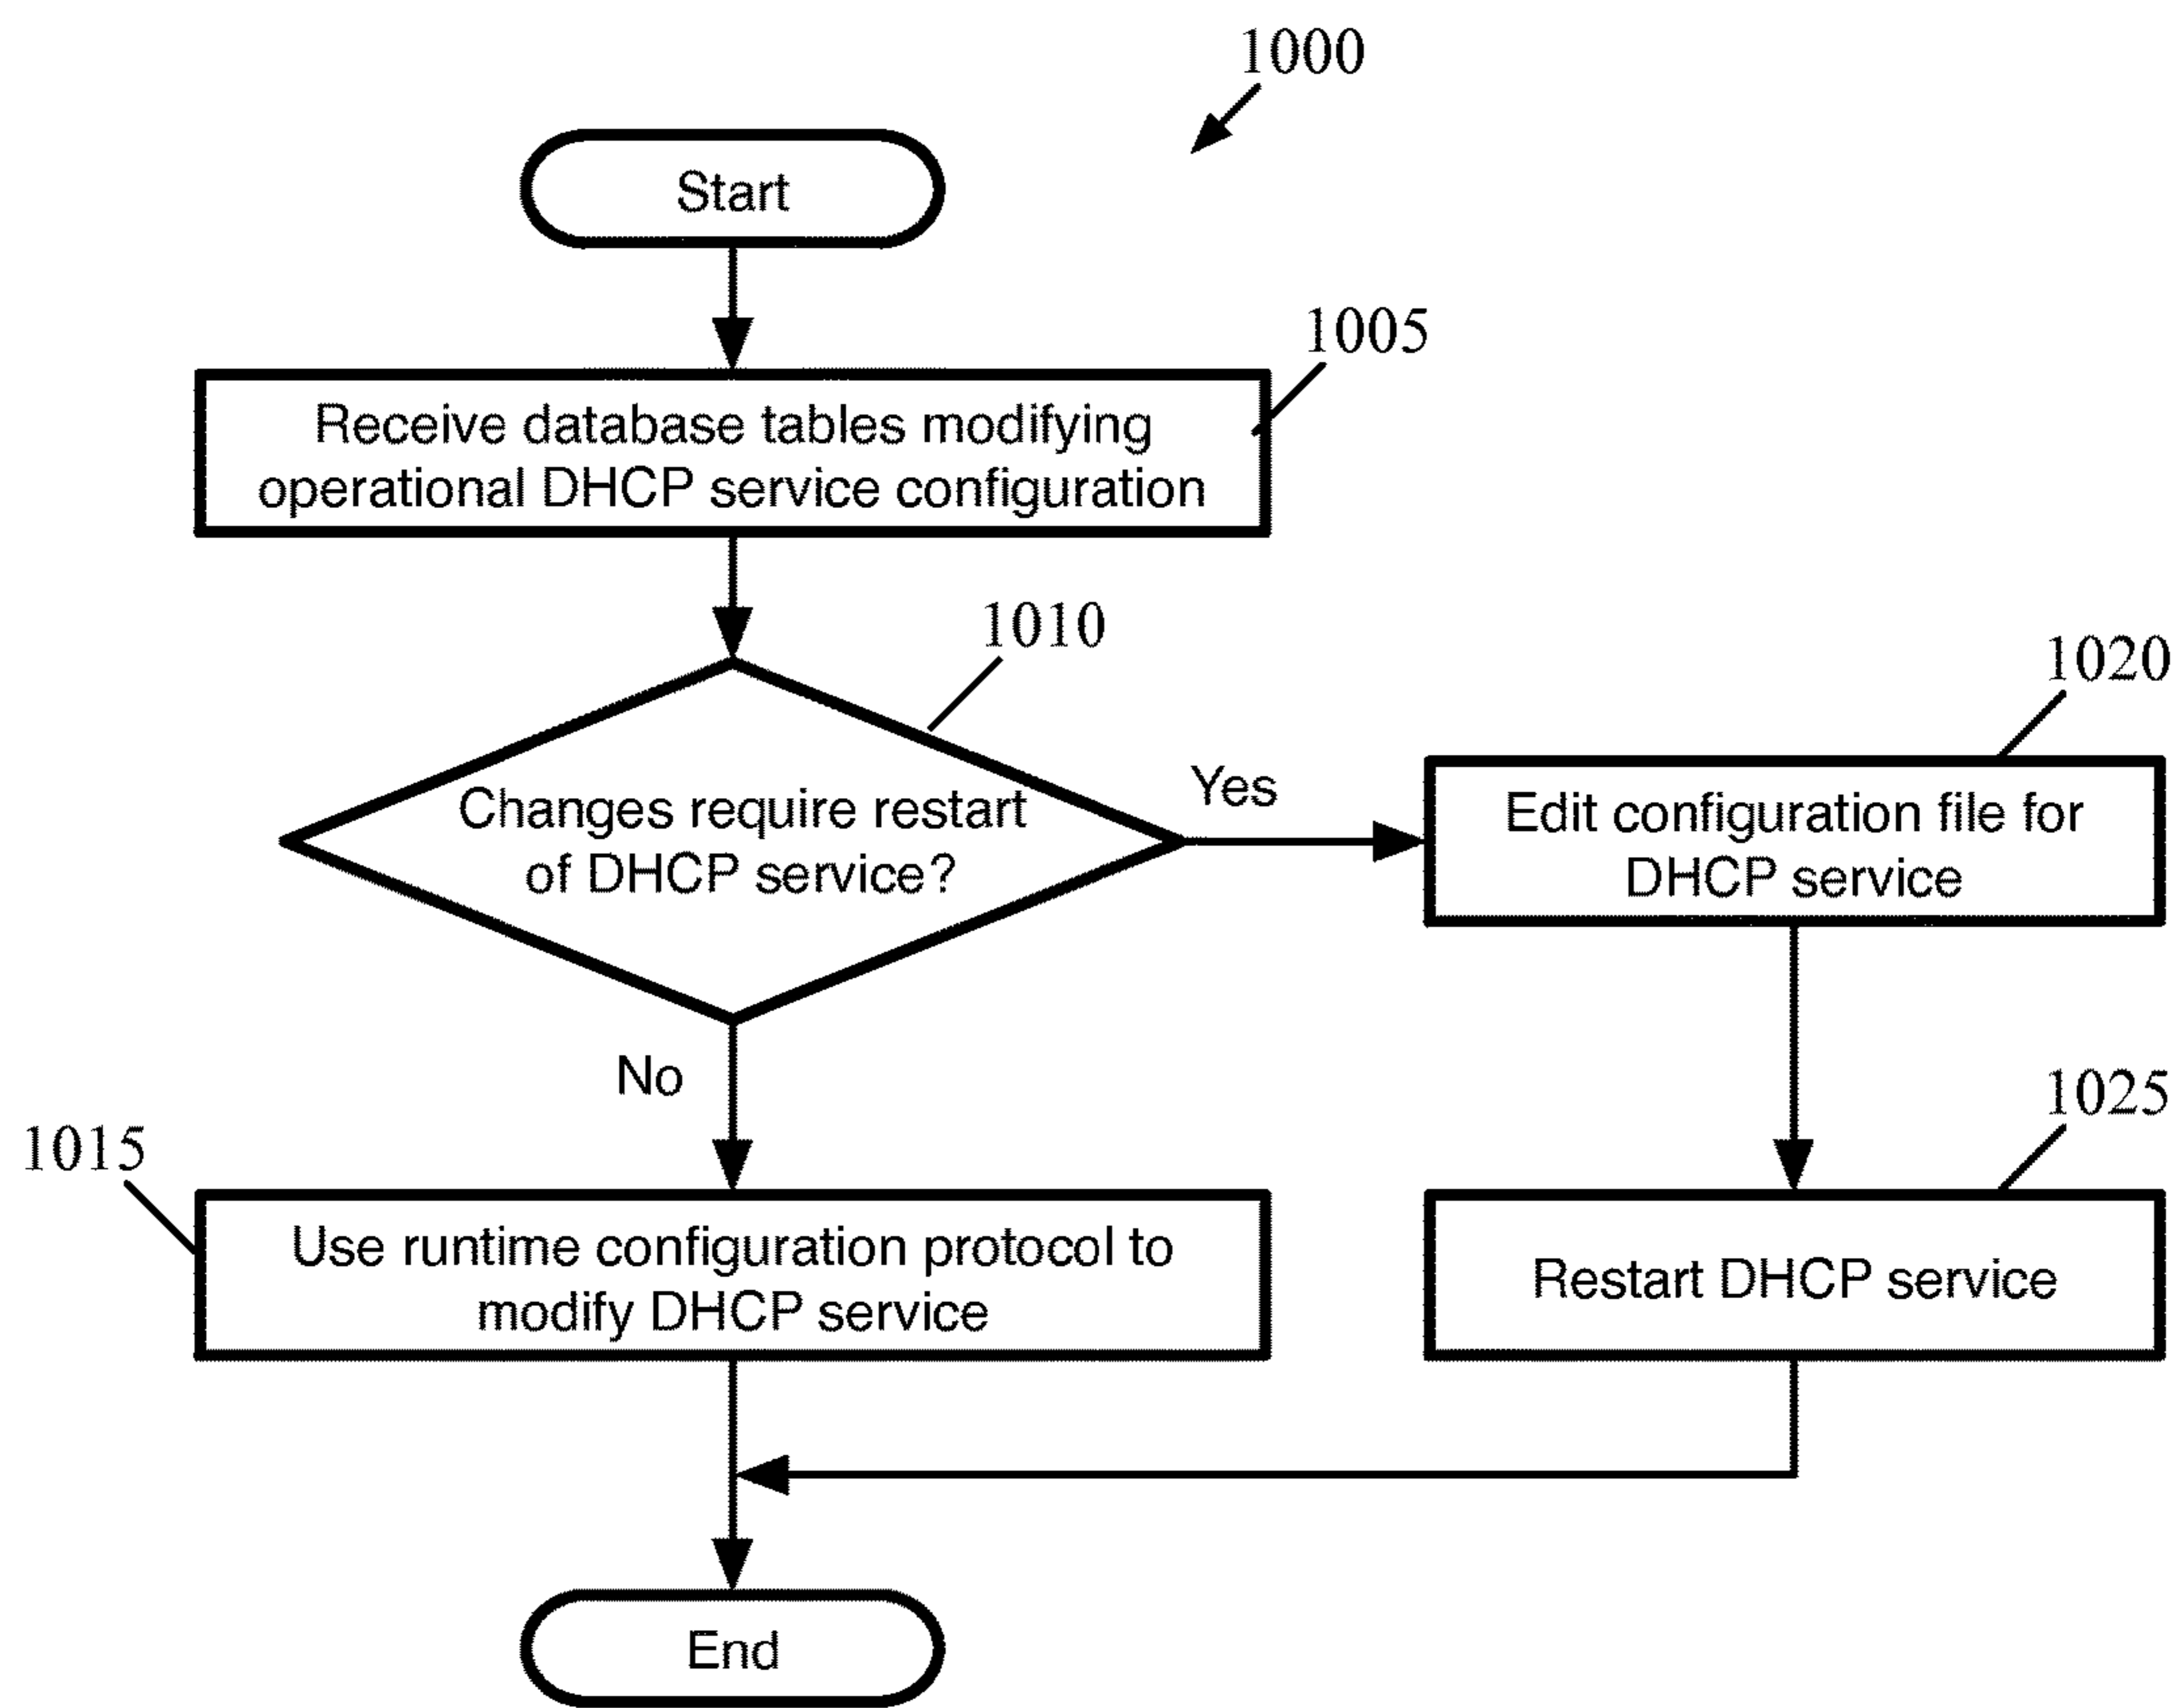 1000
Start
1005
Receive database tables modifying
operational DHCP service configuration
1010
Changes require restart
of DHCP service?
Yes
1020
Edit configuration file for
DHCP service
No
1015
Use runtime configuration protocol to
modify DHCP service
1025
Restart DHCP service
End